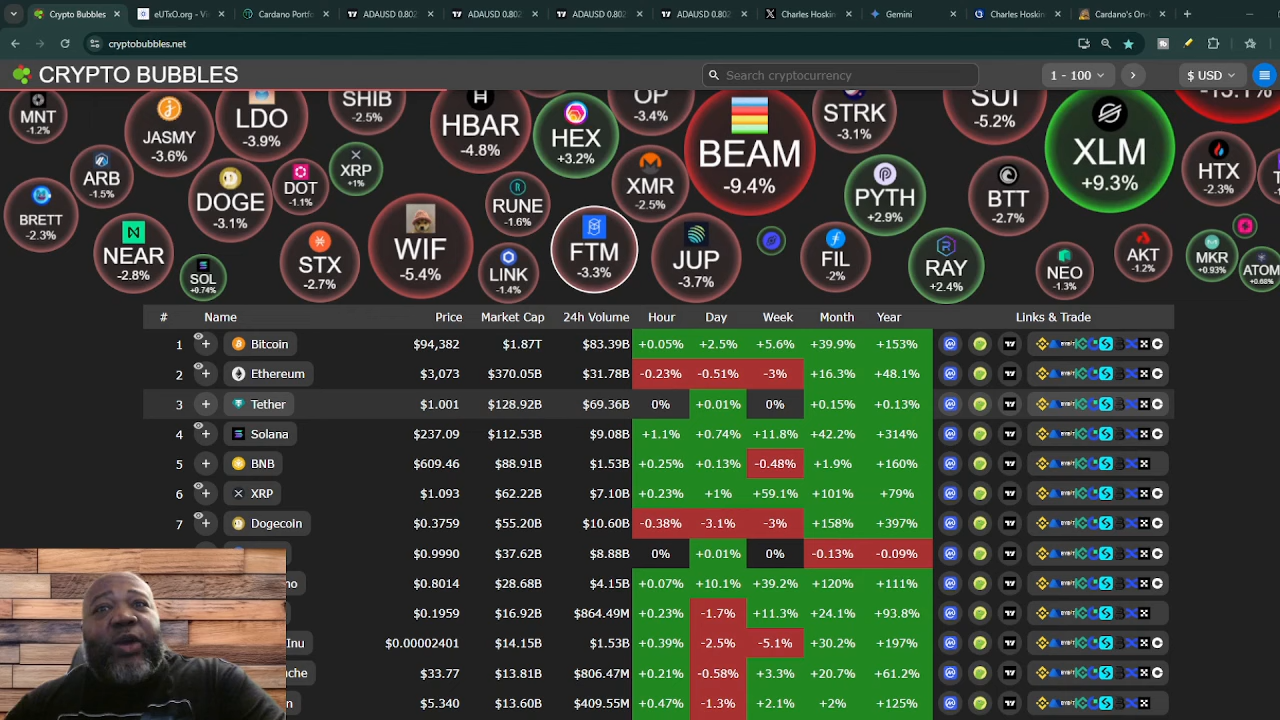 Crypto Bubbles
eUTxO.org - Vi
Cardano Portfo
ADAUSD 0.802
ADAUSD 0.802
ADAUSD 0.802
ADAUSD 0.802
Charles Hoskin
Gemini
Charles Hoskin
Cardano's On-C
cryptobubbles.net
CRYPTO BUBBLES
Search cryptocurrency
1 - 100
$ USD
MNT
-1.2%
JASMY
-3.6%
LDO
-3.9%
SHIB
-2.5%
HBAR
-4.8%
HEX
+3.2%
OP
-3.4%
BEAM
-9.4%
STRK
-3.1%
SUI
-5.2%
XLM
+9.3%
-13.1%
HTX
-2.3%
ARB
-1.5%
DOGE
-3.1%
DOT
-1.1%
XRP
+1%
XMR
-2.5%
PYTH
+2.9%
BTT
-2.7%
BRETT
-2.3%
NEAR
-2.8%
SOL
+0.74%
STX
-2.7%
WIF
-5.4%
RUNE
-1.6%
LINK
-1.4%
FTM
-3.3%
JUP
-3.7%
FIL
-2%
RAY
+2.4%
NEO
-1.3%
AKT
-1.2%
MKR
+0.93%
ATOM
+0.68%
# Name Price Market Cap 24h Volume Hour Day Week Month Year Links & Trade
1 Bitcoin $94,382 $1.87T $83.39B +0.05% +2.5% +5.6% +39.9% +153%
2 Ethereum $3,073 $370.05B $31.78B -0.23% -0.51% -3% +16.3% +48.1%
3 Tether $1.001 $128.92B $69.36B 0% +0.01% 0% +0.15% +0.13%
4 Solana $237.09 $112.53B $9.08B +1.1% +0.74% +11.8% +42.2% +314%
5 BNB $609.46 $88.91B $1.53B +0.25% +0.13% -0.48% +1.9% +160%
6 XRP $1.093 $62.22B $7.10B +0.23% +1% +59.1% +101% +79%
7 Dogecoin $0.3759 $55.20B $10.60B -0.38% -3.1% -3% +158% +397%
$0.9990 $37.62B $8.88B 0% +0.01% 0% -0.13% -0.09%
no $0.8014 $28.68B $4.15B +0.07% +10.1% +39.2% +120% +111%
$0.1959 $16.92B $864.49M +0.23% -1.7% +11.3% +24.1% +93.8%
Inu $0.00002401 $14.15B $1.53B +0.39% -2.5% -5.1% +30.2% +197%
che $33.77 $13.81B $806.47M +0.21% -0.58% +3.3% +20.7% +61.2%
n $5.340 $13.60B $409.55M +0.47% -1.3% +2.1% +2% +125%